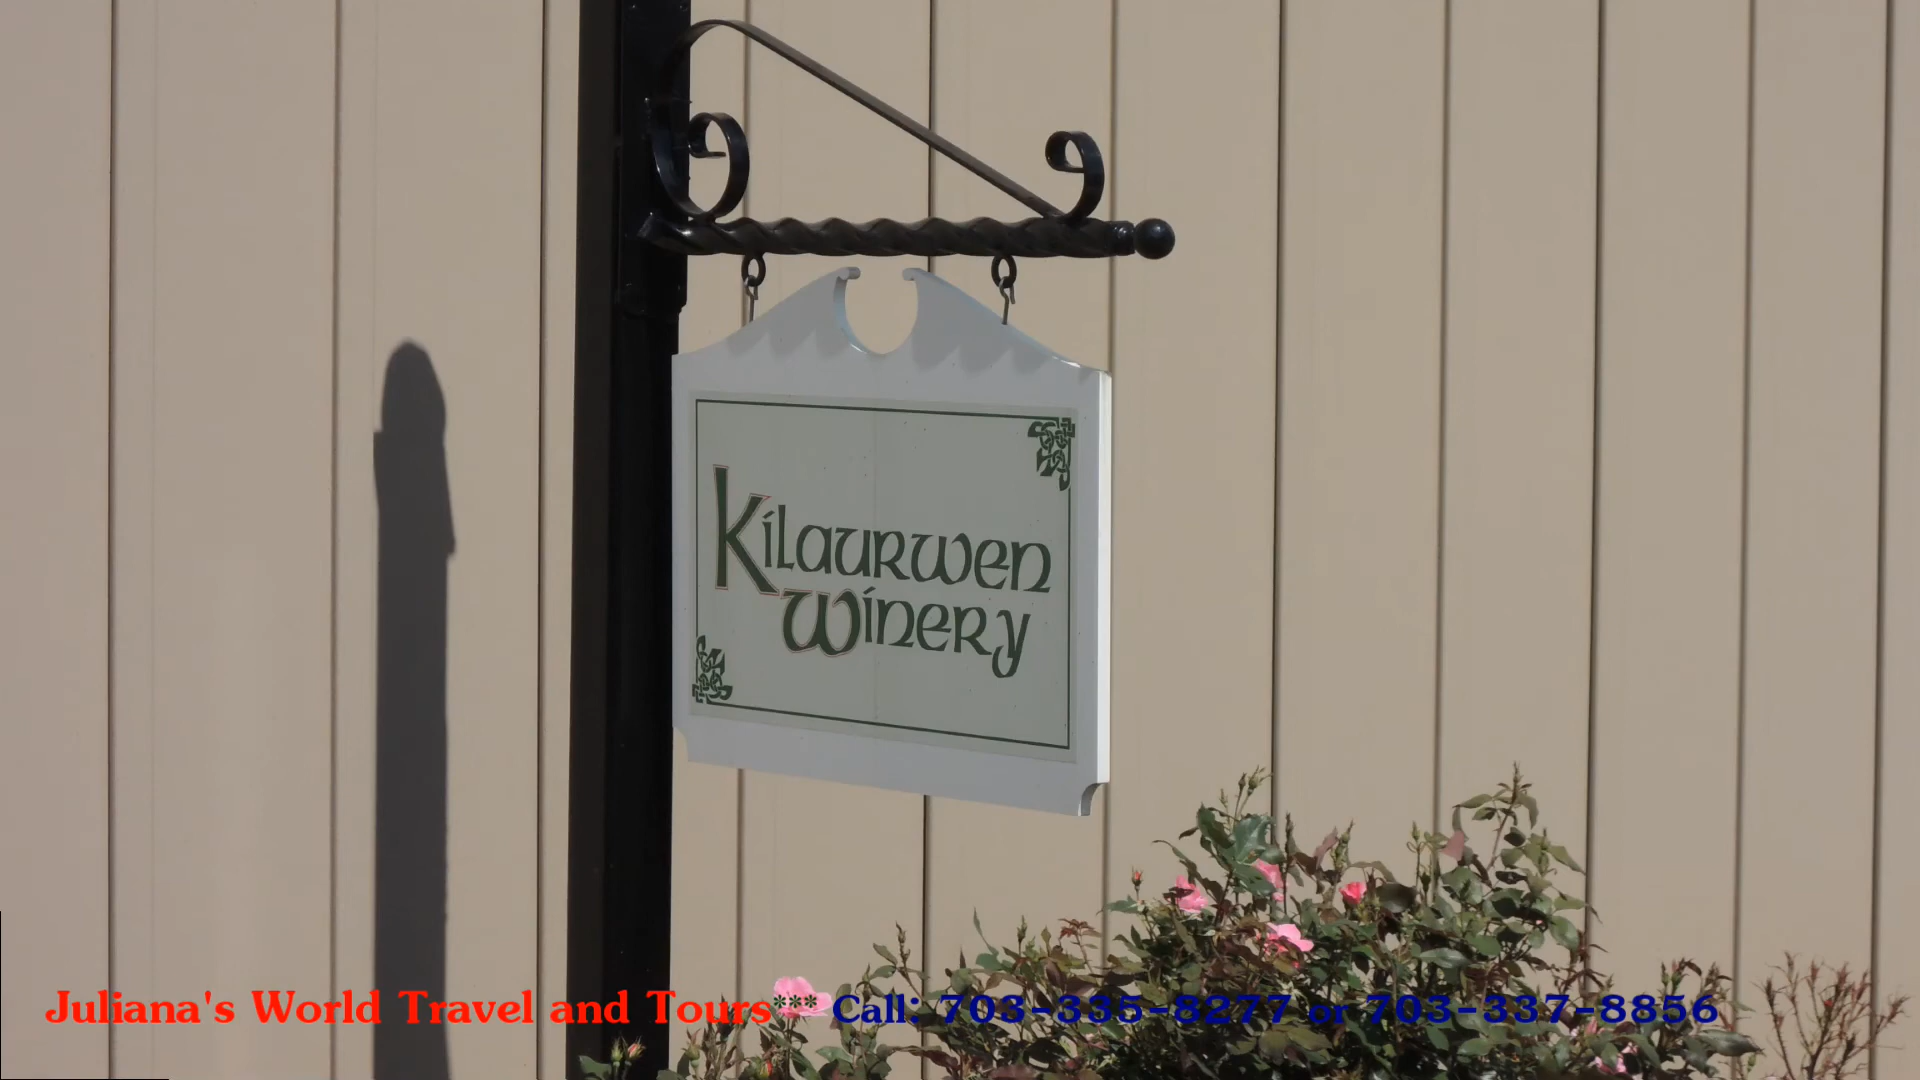 Kilaurwen
Winery
Juliana's World Travel and Tours*** Call: 703-335-8277 or 703-337-8856